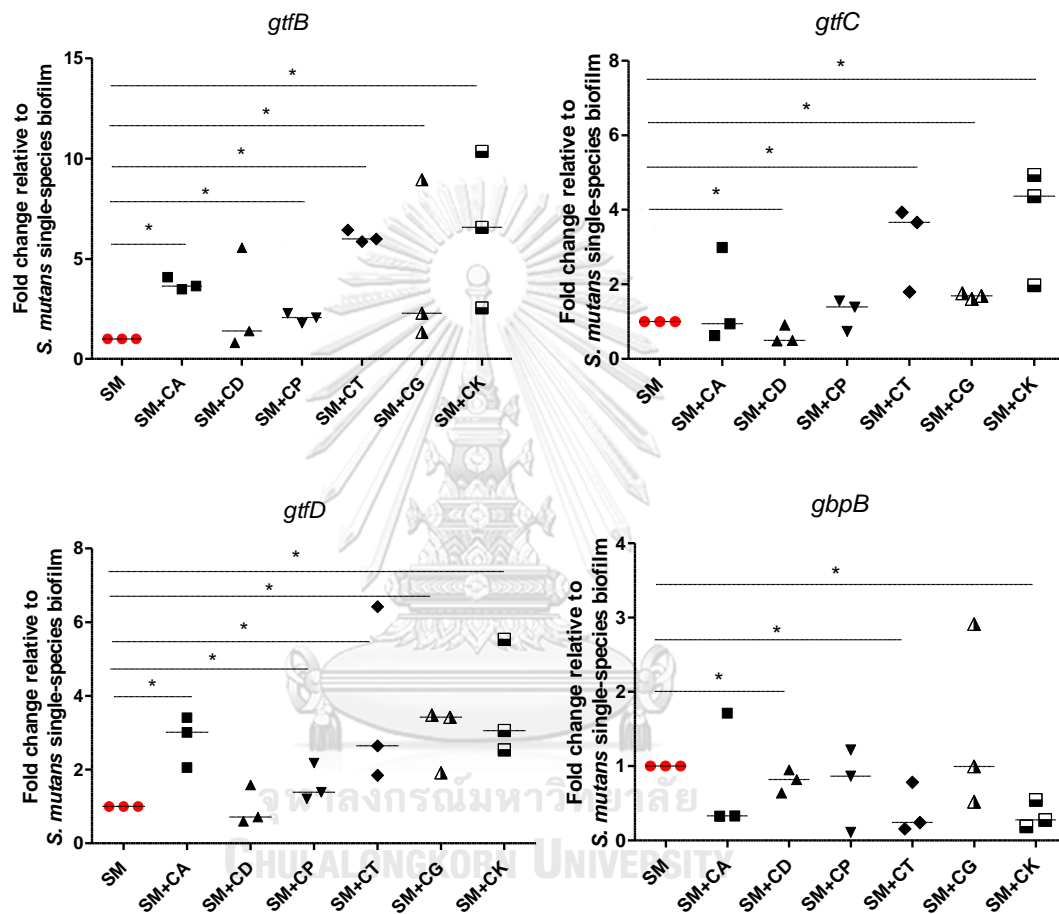 gtfB
Fold change relative to
S. mutans single-species biofilm
15
10
5
0
*
*
*
*
*
SM
SM+CA
SM+CD
SM+CP
SM+CT
SM+CG
SM+CK
gtfC
Fold change relative to
S. mutans single-species biofilm
8
6
4
2
0
*
*
*
*
SM
SM+CA
SM+CD
SM+CP
SM+CT
SM+CG
SM+CK
gtfD
Fold change relative to
S. mutans single-species biofilm
8
6
4
2
0
*
*
*
*
*
SM
SM+CA
SM+CD
SM+CP
SM+CT
SM+CG
SM+CK
gbpB
Fold change relative to
S. mutans single-species biofilm
4
3
2
1
0
*
*
*
SM
SM+CA
SM+CD
SM+CP
SM+CT
SM+CG
SM+CK
จุฬาลงกรณ์มหาวิทยาลัย
CHULALONGKORN UNIVERSITY